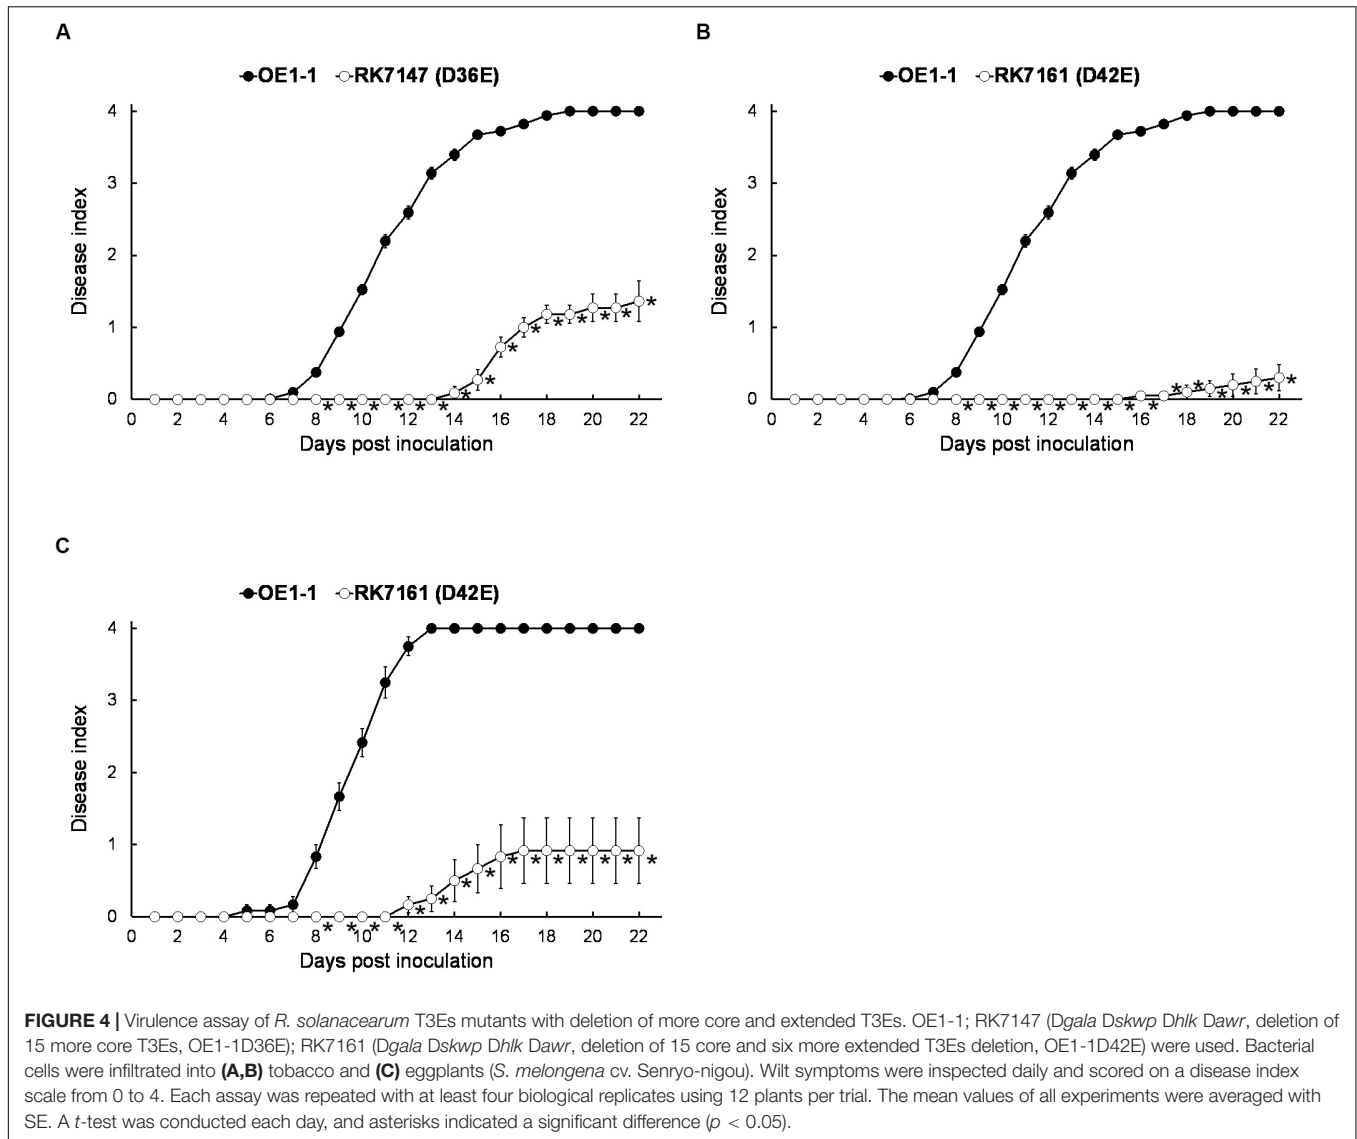 A
OE1-1 RK7147 (D36E)
4
3
2
1
0
Disease index
* * * * * * * * * * * * * * *
0 2 4 6 8 10 12 14 16 18 20 22
Days post inoculation
B
OE1-1 RK7161 (D42E)
4
3
2
1
0
Disease index
* * * * * * * * * * * * * * *
0 2 4 6 8 10 12 14 16 18 20 22
Days post inoculation
C
OE1-1 RK7161 (D42E)
4
3
2
1
0
Disease index
* * * * * * * * * * * * * * *
0 2 4 6 8 10 12 14 16 18 20 22
Days post inoculation
FIGURE 4 | Virulence assay of R. solanacearum T3Es mutants with deletion of more core and extended T3Es. OE1-1; RK7147 (Dgala Dskwp Dhlk Dawr, deletion of
15 more core T3Es, OE1-1D36E); RK7161 (Dgala Dskwp Dhlk Dawr, deletion of 15 core and six more extended T3Es deletion, OE1-1D42E) were used. Bacterial
cells were infiltrated into (A,B) tobacco and (C) eggplants (S. melongena cv. Senryo-nigou). Wilt symptoms were inspected daily and scored on a disease index
scale from 0 to 4. Each assay was repeated with at least four biological replicates using 12 plants per trial. The mean values of all experiments were averaged with
SE. A t-test was conducted each day, and asterisks indicated a significant difference (p < 0.05).